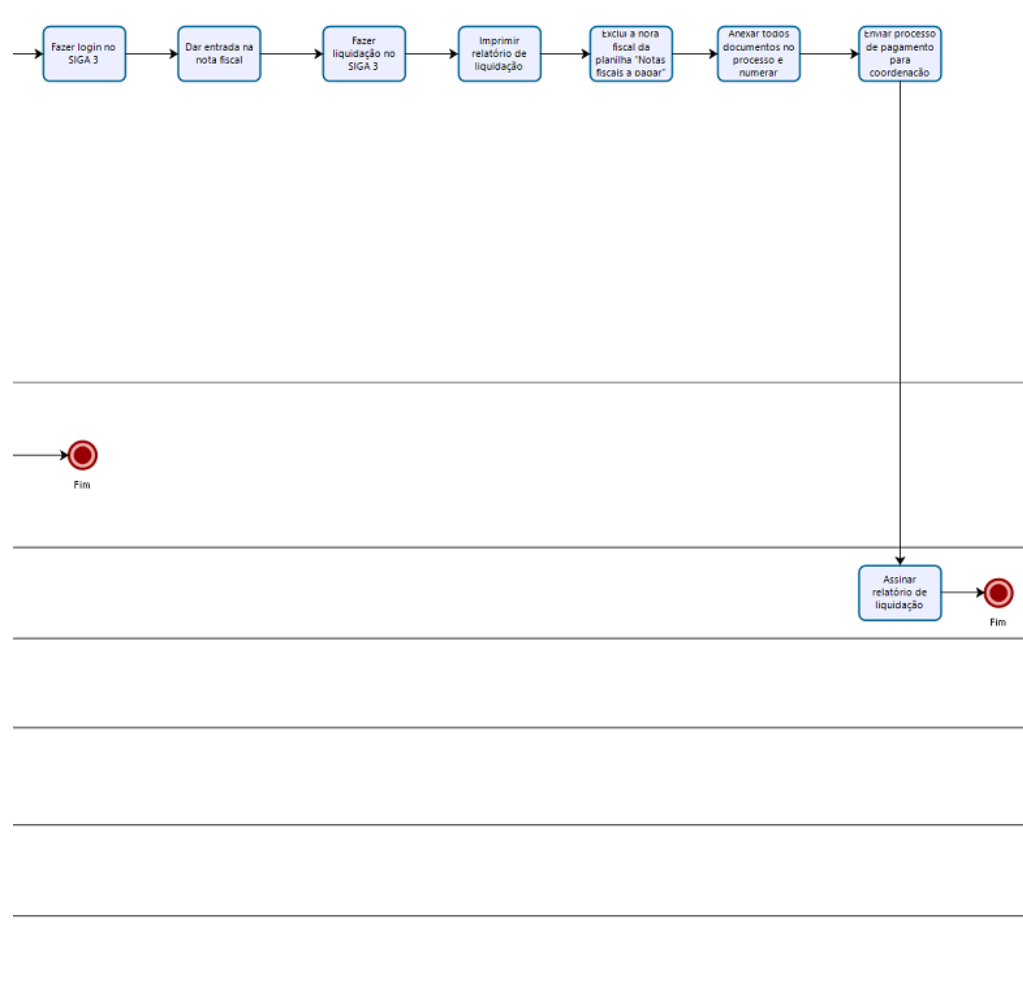 Fazer login no
SIGA 3
Dar entrada na
nota fiscal
Fazer
liquidação no
SIGA 3
Imprimir
relatório de
liquidação
Exclui a nora
fiscal da
planilha "Notas
fiscais a pagar"
Anexar todos
documentos no
processo e
numerar
Enviar processo
de pagamento
para
coordenação
Fim
Assinar
relatório de
liquidação
Fim